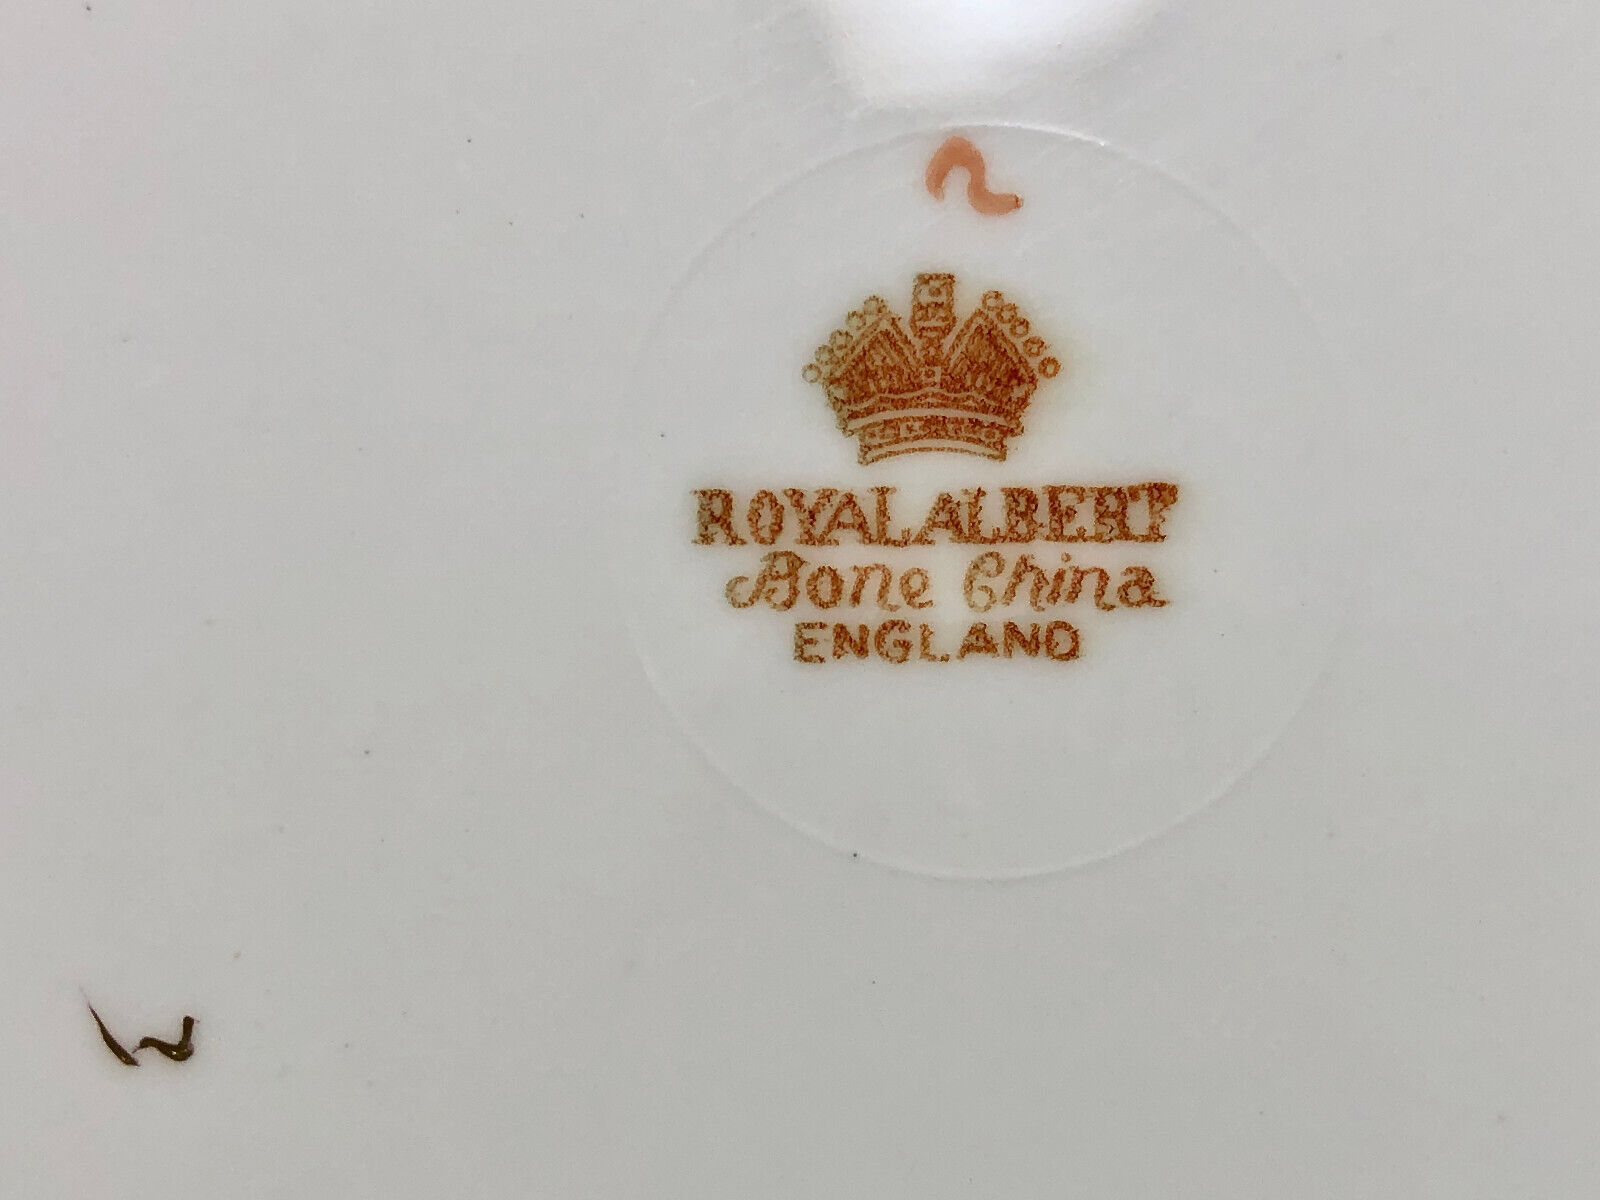 ROYAL ALBERT
Bone China
ENGLAND